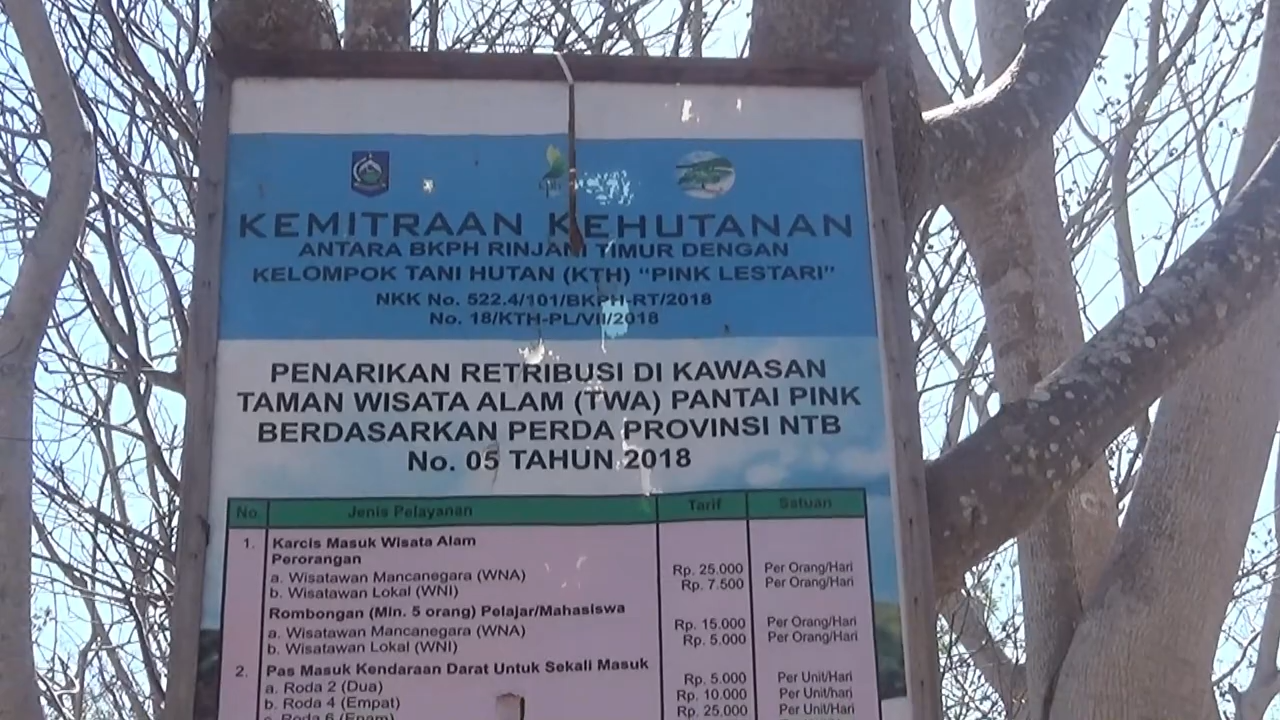 KEMITRAAN KEHUTANAN
ANTARA BKPH RINJANI TIMUR DENGAN
KELOMPOK TANI HUTAN (KTH) "PINK LESTARI"
NKK No. 522.4/101/BKPH-RT/2018
No. 18/KTH-PL/VII/2018
PENARIKAN RETRIBUSI DI KAWASAN
TAMAN WISATA ALAM (TWA) PANTAI PINK
BERDASARKAN PERDA PROVINSI NTB
No. 05 TAHUN 2018
No. Jenis Pelayanan Tarif Satuan
1. Karcis Masuk Wisata Alam
Perorangan
a. Wisatawan Mancanegara (WNA) Rp. 25.000 Per Orang/Hari
b. Wisatawan Lokal (WNI) Rp. 7.500 Per Orang/Hari
Rombongan (Min. 5 orang) Pelajar/Mahasiswa
a. Wisatawan Mancanegara (WNA) Rp. 15.000 Per Orang/Hari
b. Wisatawan Lokal (WNI) Rp. 5.000 Per Orang/Hari
2. Pas Masuk Kendaraan Darat Untuk Sekali Masuk
a. Roda 2 (Dua) Rp. 5.000 Per Unit/hari
b. Roda 4 (Empat) Rp. 10.000 Per Unit/hari
c. Roda 6 (Enam) Rp. 25.000 Per Unit/Hari